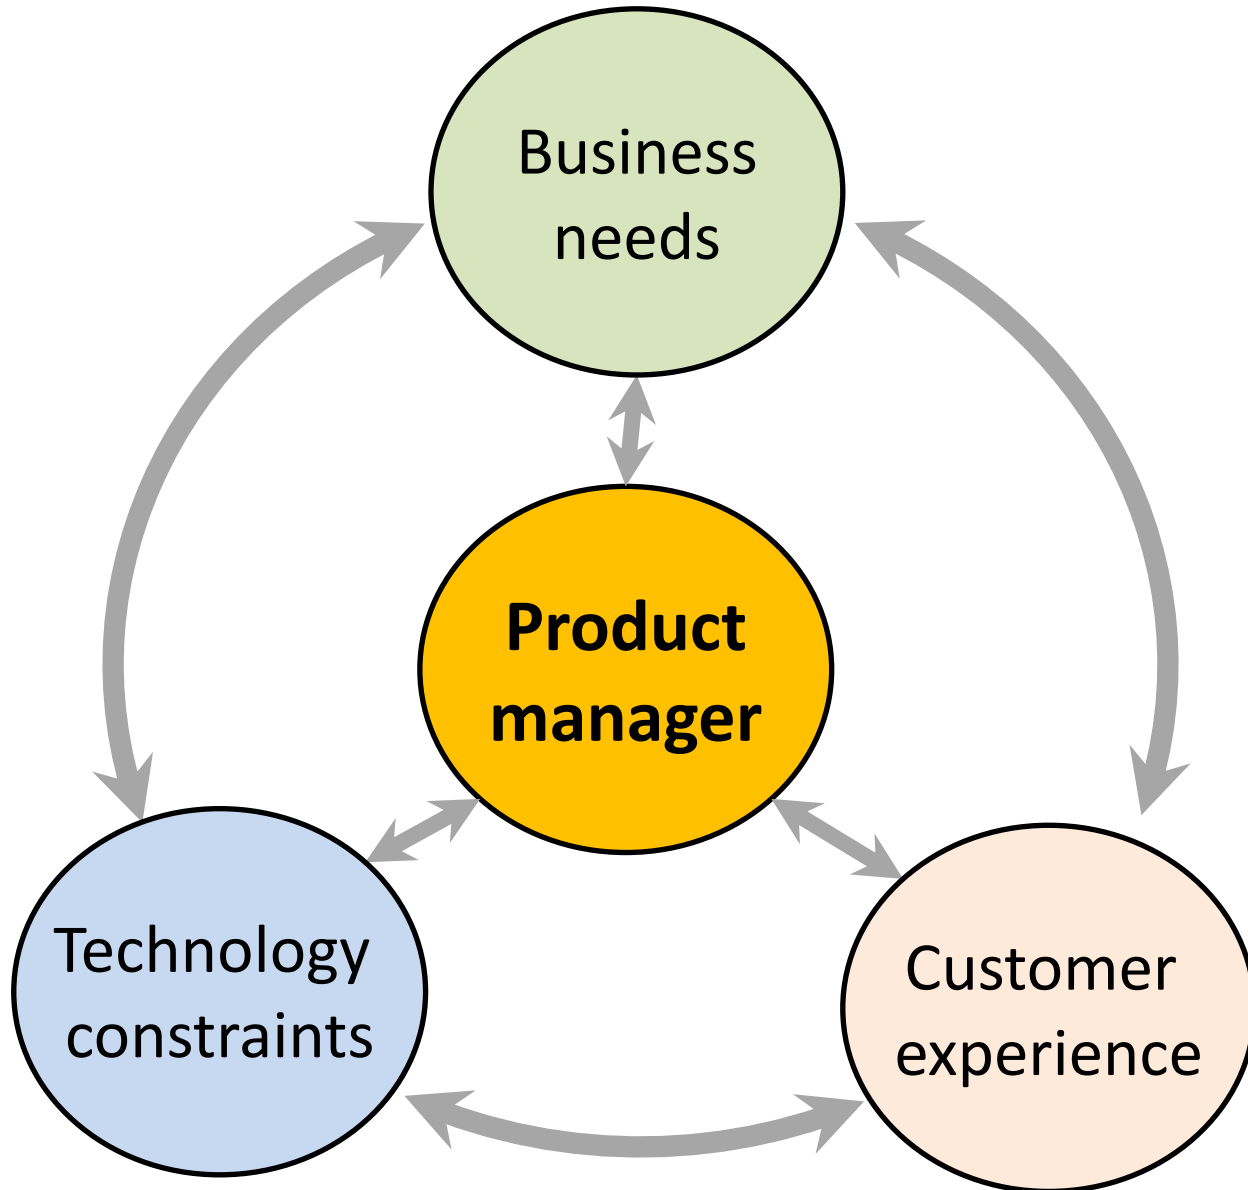 Business
needs
Product
manager
Technology
constraints
Customer
experience